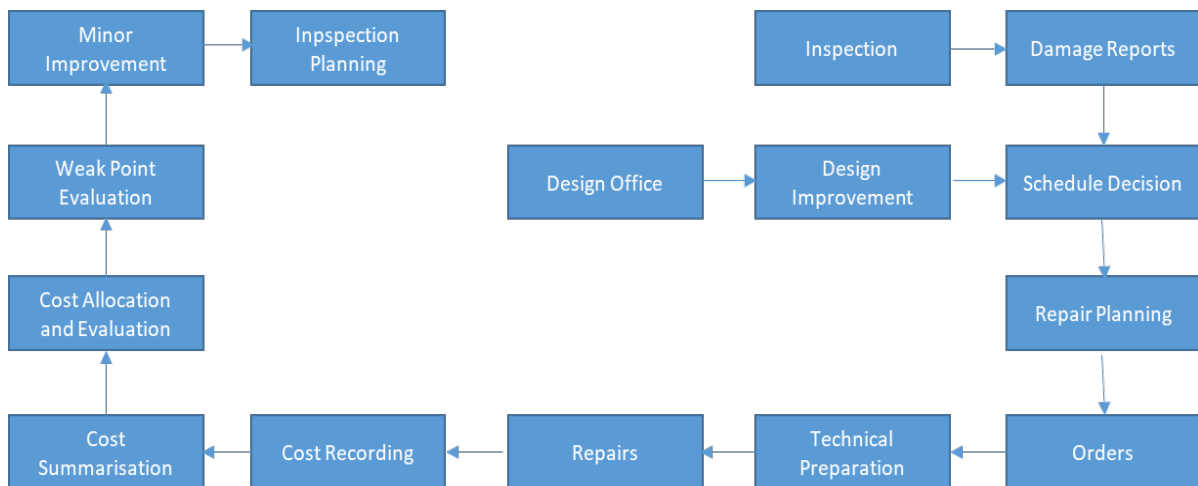 Minor
Improvement
Inpspection
Planning
Inspection
Damage Reports
Weak Point
Evaluation
Design Office
Design
Improvement
Schedule Decision
Cost Allocation
and Evaluation
Repair Planning
Cost
Summarisation
Cost Recording
Repairs
Technical
Preparation
Orders